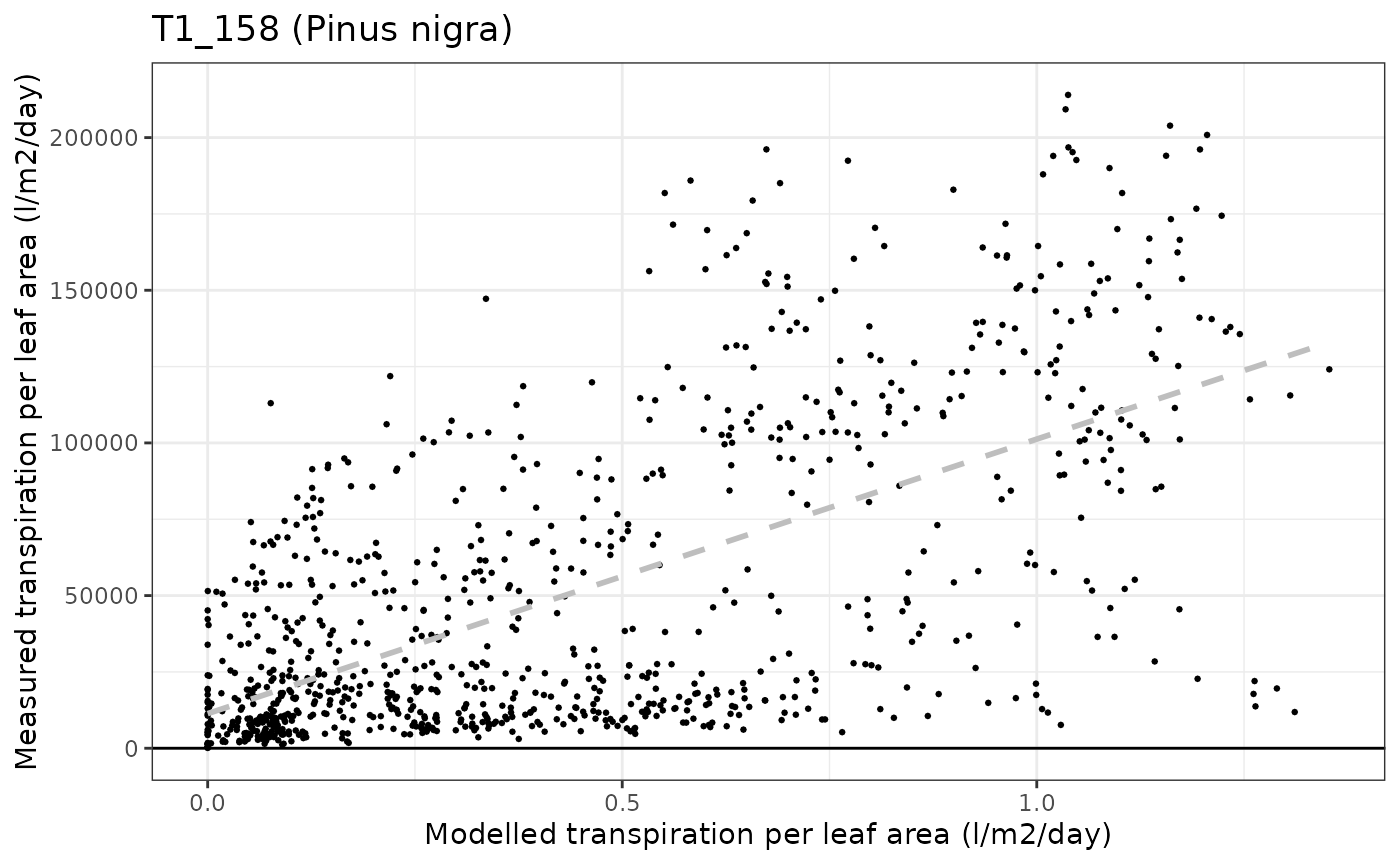 T1_158 (Pinus nigra)
Measured transpiration per leaf area (l/m2/day)
200000
150000
100000
50000
0
0.0 0.5 1.0
Modelled transpiration per leaf area (l/m2/day)